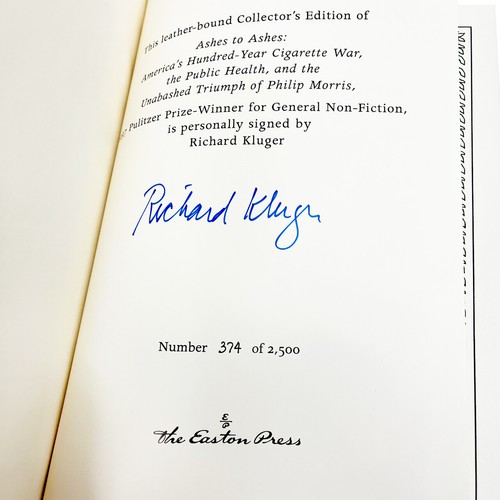 This leather-bound Collector's Edition of
Ashes to Ashes:
America's Hundred-Year Cigarette War,
the Public Health, and the
Unabashed Triumph of Philip Morris,
Pulitzer Prize-Winner for General Non-Fiction,
is personally signed by
Richard Kluger
Richard Kluger
Number 374 of 2,500
E
P
The Easton Press